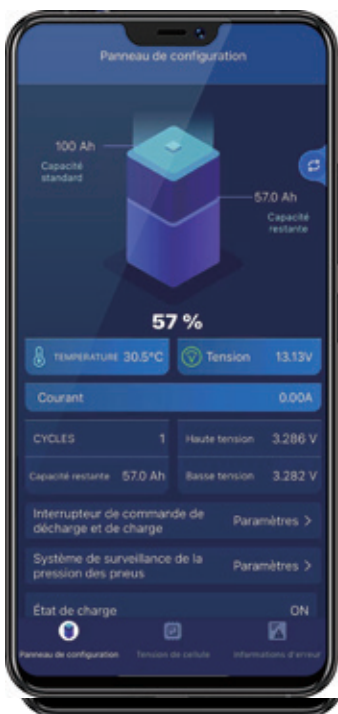 Panneau de configuration
100 Ah
Capacité
standard
57.0 Ah
Capacité
restante
57 %
TEMPERATURE 30.5°C
Tension 13.13V
Courant 0.00A
CYCLES 1
Haute tension 3.286 V
Capacité restante 57.0 Ah
Basse tension 3.282 V
Interrupteur de commande de
décharge et de charge
Paramètres >
Système de surveillance de la
pression des pneus
Paramètres >
État de charge ON
Panneau de configuration
Tension de cellule
Informations d'erreur